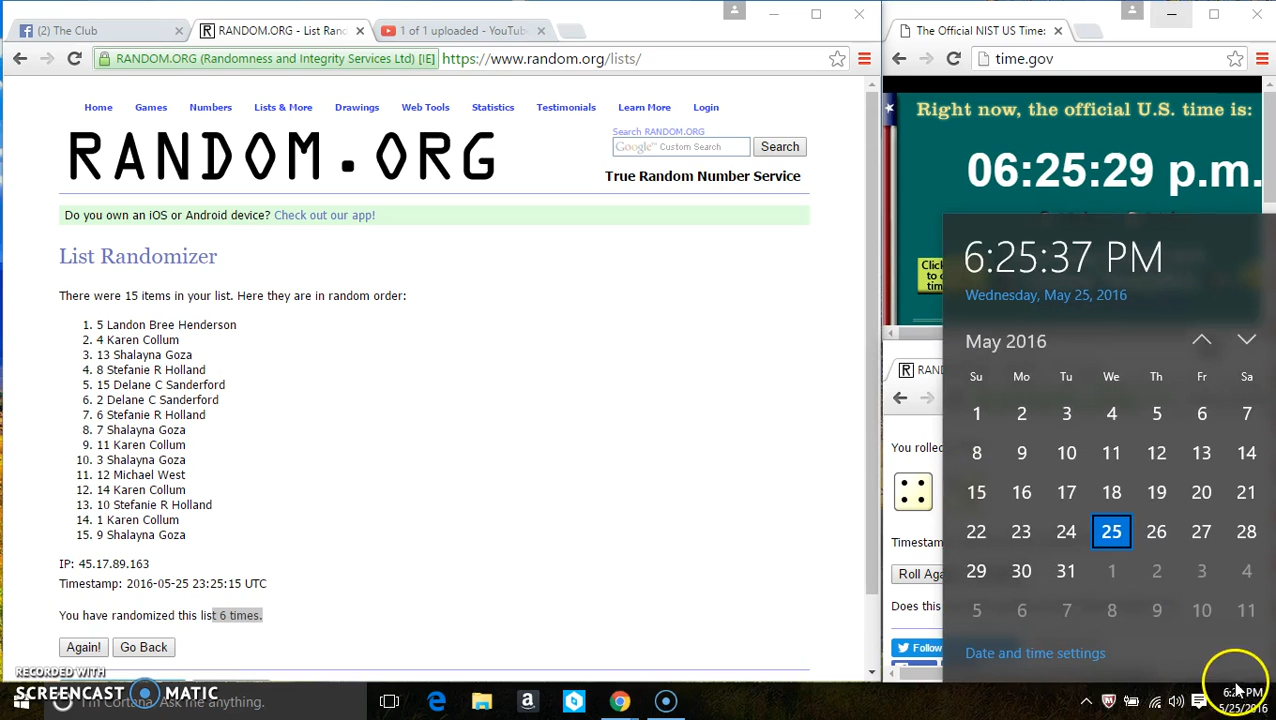 (2) The Club
RANDOM.ORG - List Rand
1 of 1 uploaded - YouTub
The Official NIST US Time:
RANDOM.ORG (Randomness and Integrity Services Ltd) [IE]
https://www.random.org/lists/
time.gov
Home Games Numbers Lists & More Drawings Web Tools Statistics Testimonials Learn More Login
RANDOM.ORG
Search RANDOM.ORG
Google™ Custom Search
Search
True Random Number Service
Do you own an iOS or Android device? Check out our app!
List Randomizer
There were 15 items in your list. Here they are in random order:
1. 5 Landon Bree Henderson
2. 4 Karen Collum
3. 13 Shalayna Goza
4. 8 Stefanie R Holland
5. 15 Delane C Sanderford
6. 2 Delane C Sanderford
7. 6 Stefanie R Holland
8. 7 Shalayna Goza
9. 11 Karen Collum
10. 3 Shalayna Goza
11. 12 Michael West
12. 14 Karen Collum
13. 10 Stefanie R Holland
14. 1 Karen Collum
15. 9 Shalayna Goza
IP: 45.17.89.163
Timestamp: 2016-05-25 23:25:15 UTC
You have randomized this list 6 times.
Again!
Go Back
RECORDED WITH
SCREENCAST MATIC
I'm Cortana. Ask me anything.
Right now, the official U.S. time is:
06:25:29 p.m.
Click
to
tim
RAND
You rolled
Timestam
Roll Aga
Does this
Follow
6:25:37 PM
Wednesday, May 25, 2016
May 2016
Su Mo Tu We Th Fr Sa
1 2 3 4 5 6 7
8 9 10 11 12 13 14
15 16 17 18 19 20 21
22 23 24 25 26 27 28
29 30 31 1 2 3 4
5 6 7 8 9 10 11
Date and time settings
5/25/2016